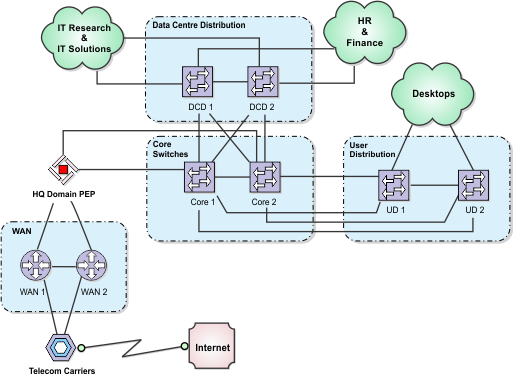 IT Research
&
IT Solutions
Data Centre Distribution
HR
&
Finance
DCD 1
DCD 2
Desktops
Core
Switches
User
Distribution
HQ Domain PEP
Core 1
Core 2
UD 1
UD 2
WAN
WAN 1
WAN 2
Internet
Telecom Carriers